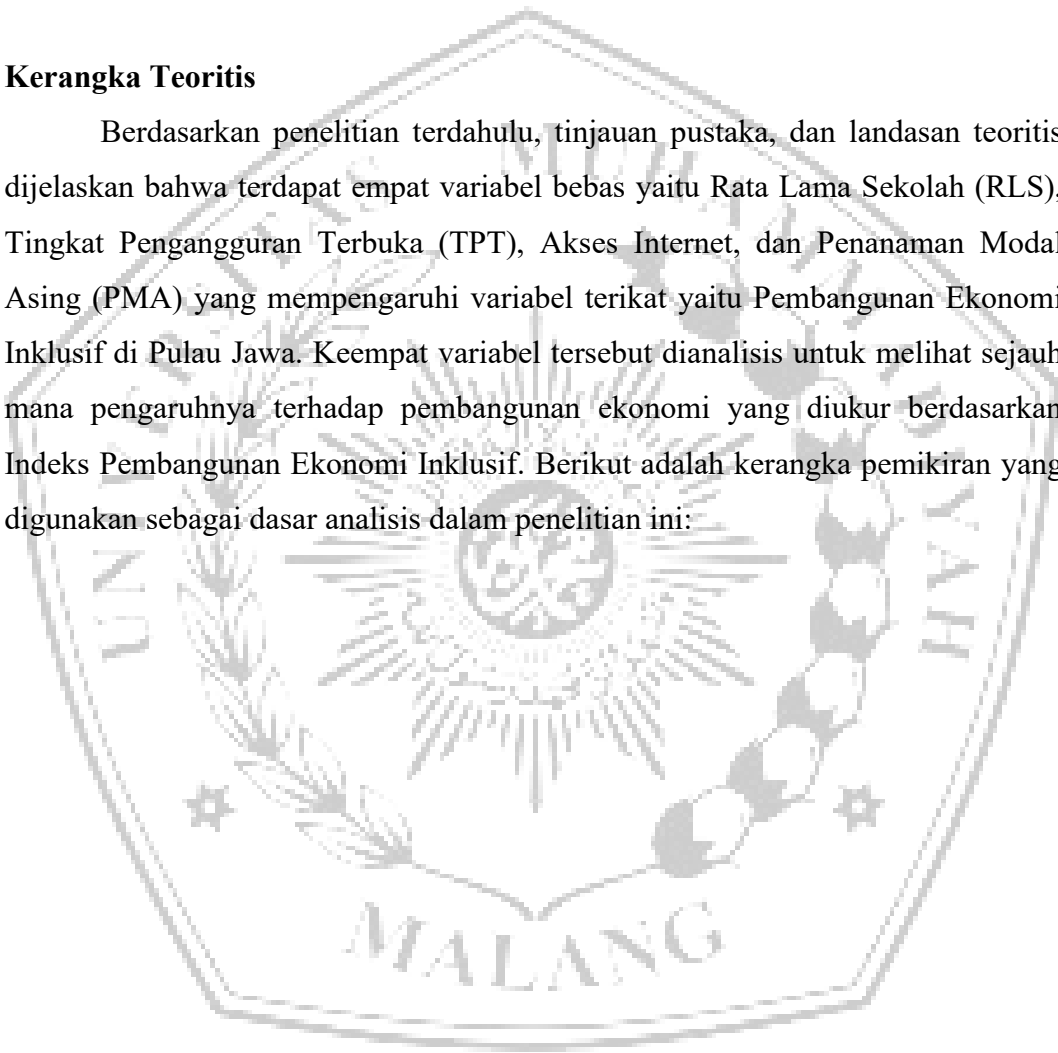 Kerangka Teoritis
Berdasarkan penelitian terdahulu, tinjauan pustaka, dan landasan teoritis
dijelaskan bahwa terdapat empat variabel bebas yaitu Rata Lama Sekolah (RLS),
Tingkat Pengangguran Terbuka (TPT), Akses Internet, dan Penanaman Modal
Asing (PMA) yang mempengaruhi variabel terikat yaitu Pembangunan Ekonomi
Inklusif di Pulau Jawa. Keempat variabel tersebut dianalisis untuk melihat sejauh
mana pengaruhnya terhadap pembangunan ekonomi yang diukur berdasarkan
Indeks Pembangunan Ekonomi Inklusif. Berikut adalah kerangka pemikiran yang
digunakan sebagai dasar analisis dalam penelitian ini:
UNIVERSITAS MUHAMMADIYAH
MALANG